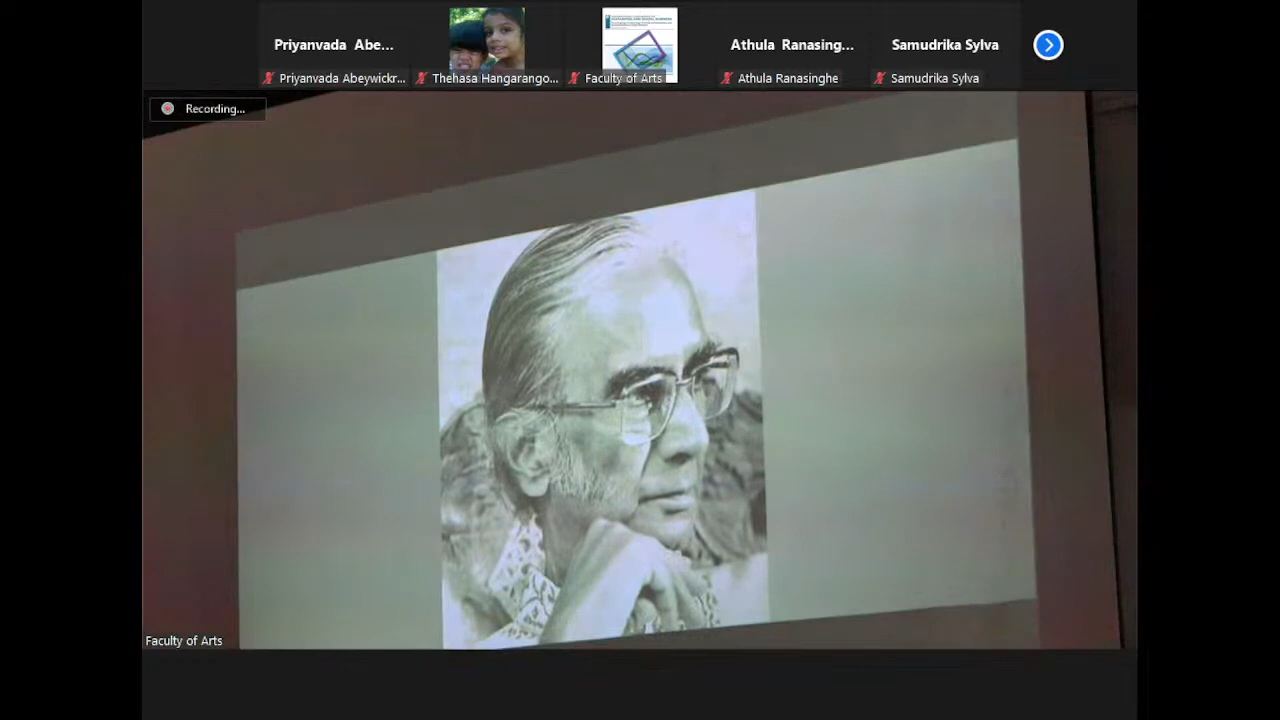 Priyanvada Abe...
Athula Ranasing...
Samudrika Sylva
Priyanvada Abeywickr...
Thehasa Hangarango...
Faculty of Arts
Athula Ranasinghe
Samudrika Sylva
Recording...
Faculty of Arts